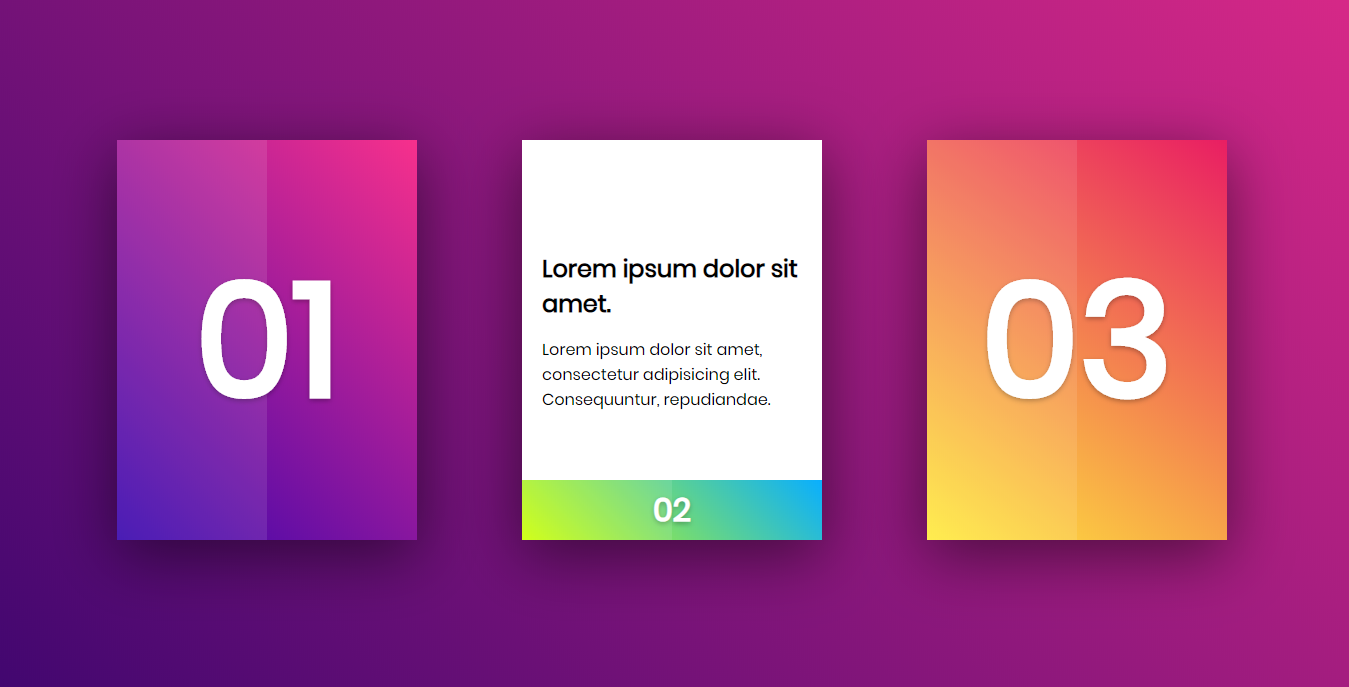 01
Lorem ipsum dolor sit
amet.
Lorem ipsum dolor sit amet,
consectetur adipisicing elit.
Consequuntur, repudiandae.
02
03